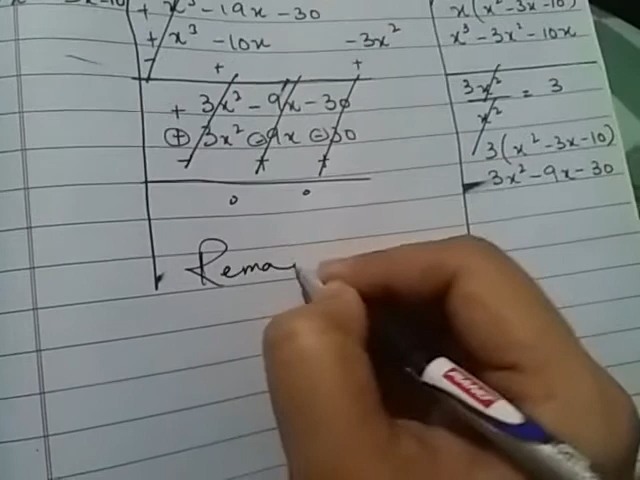 + x³ - 19x - 30
+ x³ - 10x - 3x²
- + +
+ 3x² - 9x - 30
⊕ 3x² ⊖ 9x ⊖ 30
- + +
0 0
Rema
x(x² - 3x - 10)
x³ - 3x² - 10x
3x²/x² = 3
3(x² - 3x - 10)
3x² - 9x - 30